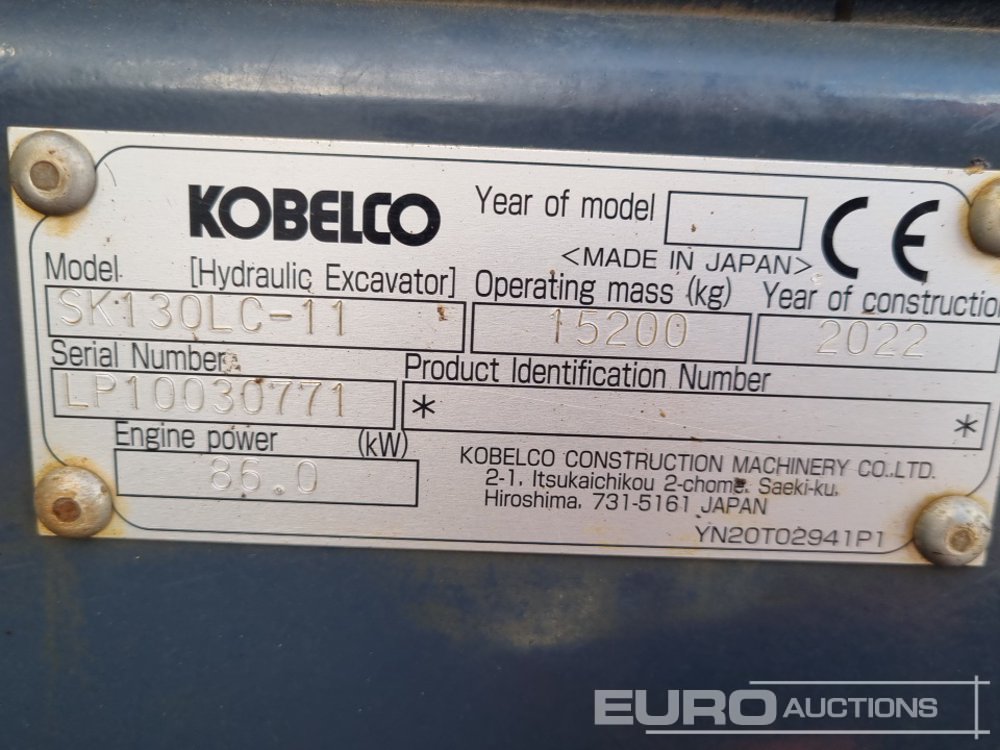 KOBELCO
Year of model
CE
<MADE IN JAPAN>
Model [Hydraulic Excavator]
SK130LC-11
Operating mass (kg)
15200
Year of construction
2022
Serial Number
LP10030771
Product Identification Number
* *
Engine power (kW)
86.0
KOBELCO CONSTRUCTION MACHINERY CO.,LTD.
2-1, Itsukaichikou 2-chome, Saeki-ku,
Hiroshima, 731-5161 JAPAN
YN20T02941P1
EURO AUCTIONS